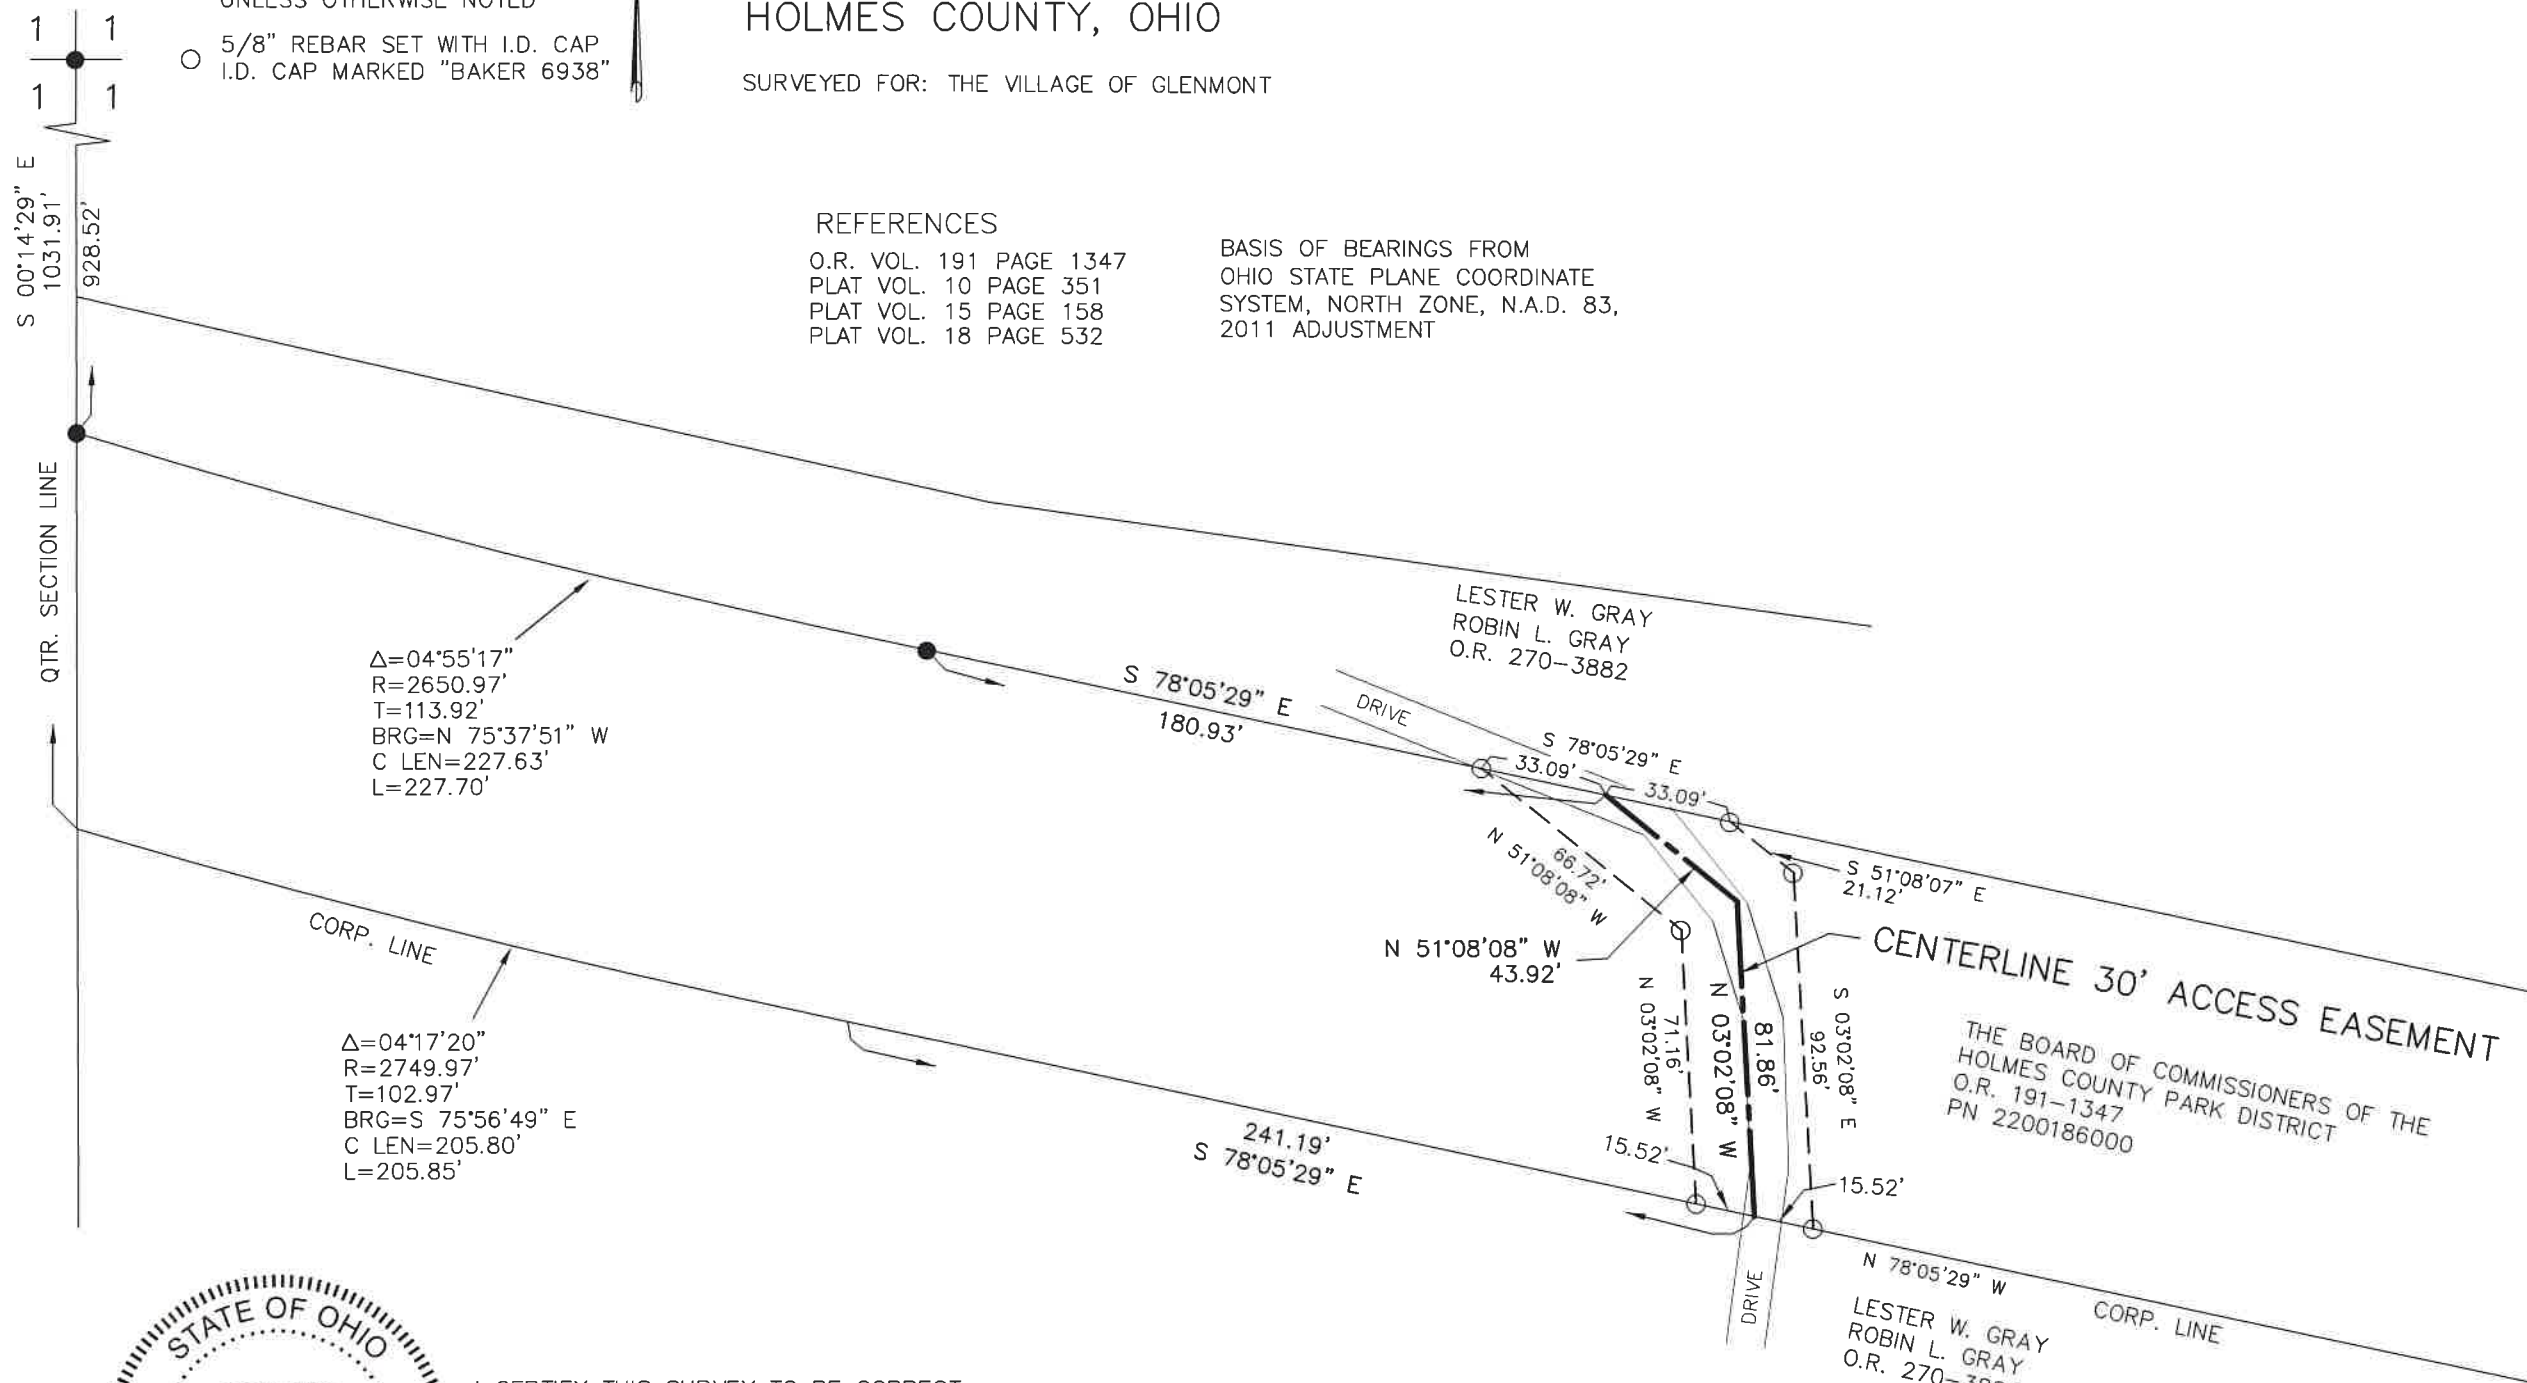 UNLESS OTHERWISE NOTED
5/8" REBAR SET WITH I.D. CAP
I.D. CAP MARKED "BAKER 6938"
1 1
1 1
HOLMES COUNTY, OHIO
SURVEYED FOR: THE VILLAGE OF GLENMONT
S 00°14'29" E
1031.91'
928.52'
REFERENCES
O.R. VOL. 191 PAGE 1347
PLAT VOL. 10 PAGE 351
PLAT VOL. 15 PAGE 158
PLAT VOL. 18 PAGE 532
BASIS OF BEARINGS FROM
OHIO STATE PLANE COORDINATE
SYSTEM, NORTH ZONE, N.A.D. 83,
2011 ADJUSTMENT
QTR. SECTION LINE
Δ=04°55'17"
R=2650.97'
T=113.92'
BRG=N 75°37'51" W
C LEN=227.63'
L=227.70'
LESTER W. GRAY
ROBIN L. GRAY
O.R. 270-3882
S 78°05'29" E
180.93'
DRIVE
S 78°05'29" E
33.09'
33.09'
66.72'
N 51°08'08" W
S 51°08'07" E
21.12'
N 51°08'08" W
43.92'
CENTERLINE 30' ACCESS EASEMENT
N 03°02'08" W
71.16'
N 03°02'08" W
81.86'
S 03°02'08" E
92.56'
THE BOARD OF COMMISSIONERS OF THE
HOLMES COUNTY PARK DISTRICT
O.R. 191-1347
PN 2200186000
CORP. LINE
Δ=04°17'20"
R=2749.97'
T=102.97'
BRG=S 75°56'49" E
C LEN=205.80'
L=205.85'
241.19'
S 78°05'29" E
15.52'
15.52'
N 78°05'29" W
CORP. LINE
DRIVE
LESTER W. GRAY
ROBIN L. GRAY
O.R.
STATE OF OHIO
I CERTIFY THIS SURVEY TO BE CORRECT